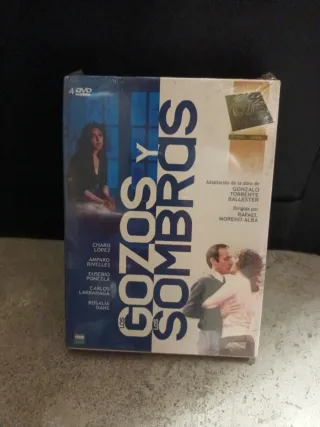 4 DVD
LOS GOZOS Y
LAS SOMBRAS
Adaptación de la obra de
GONZALO
TORRENTE
BALLESTER
Dirigida por
RAFAEL
MORENO ALBA
CHARO
LÓPEZ
AMPARO
RIVELLES
EUSEBIO
PONCELA
CARLOS
LARRAÑAGA
ROSALIA
DANS